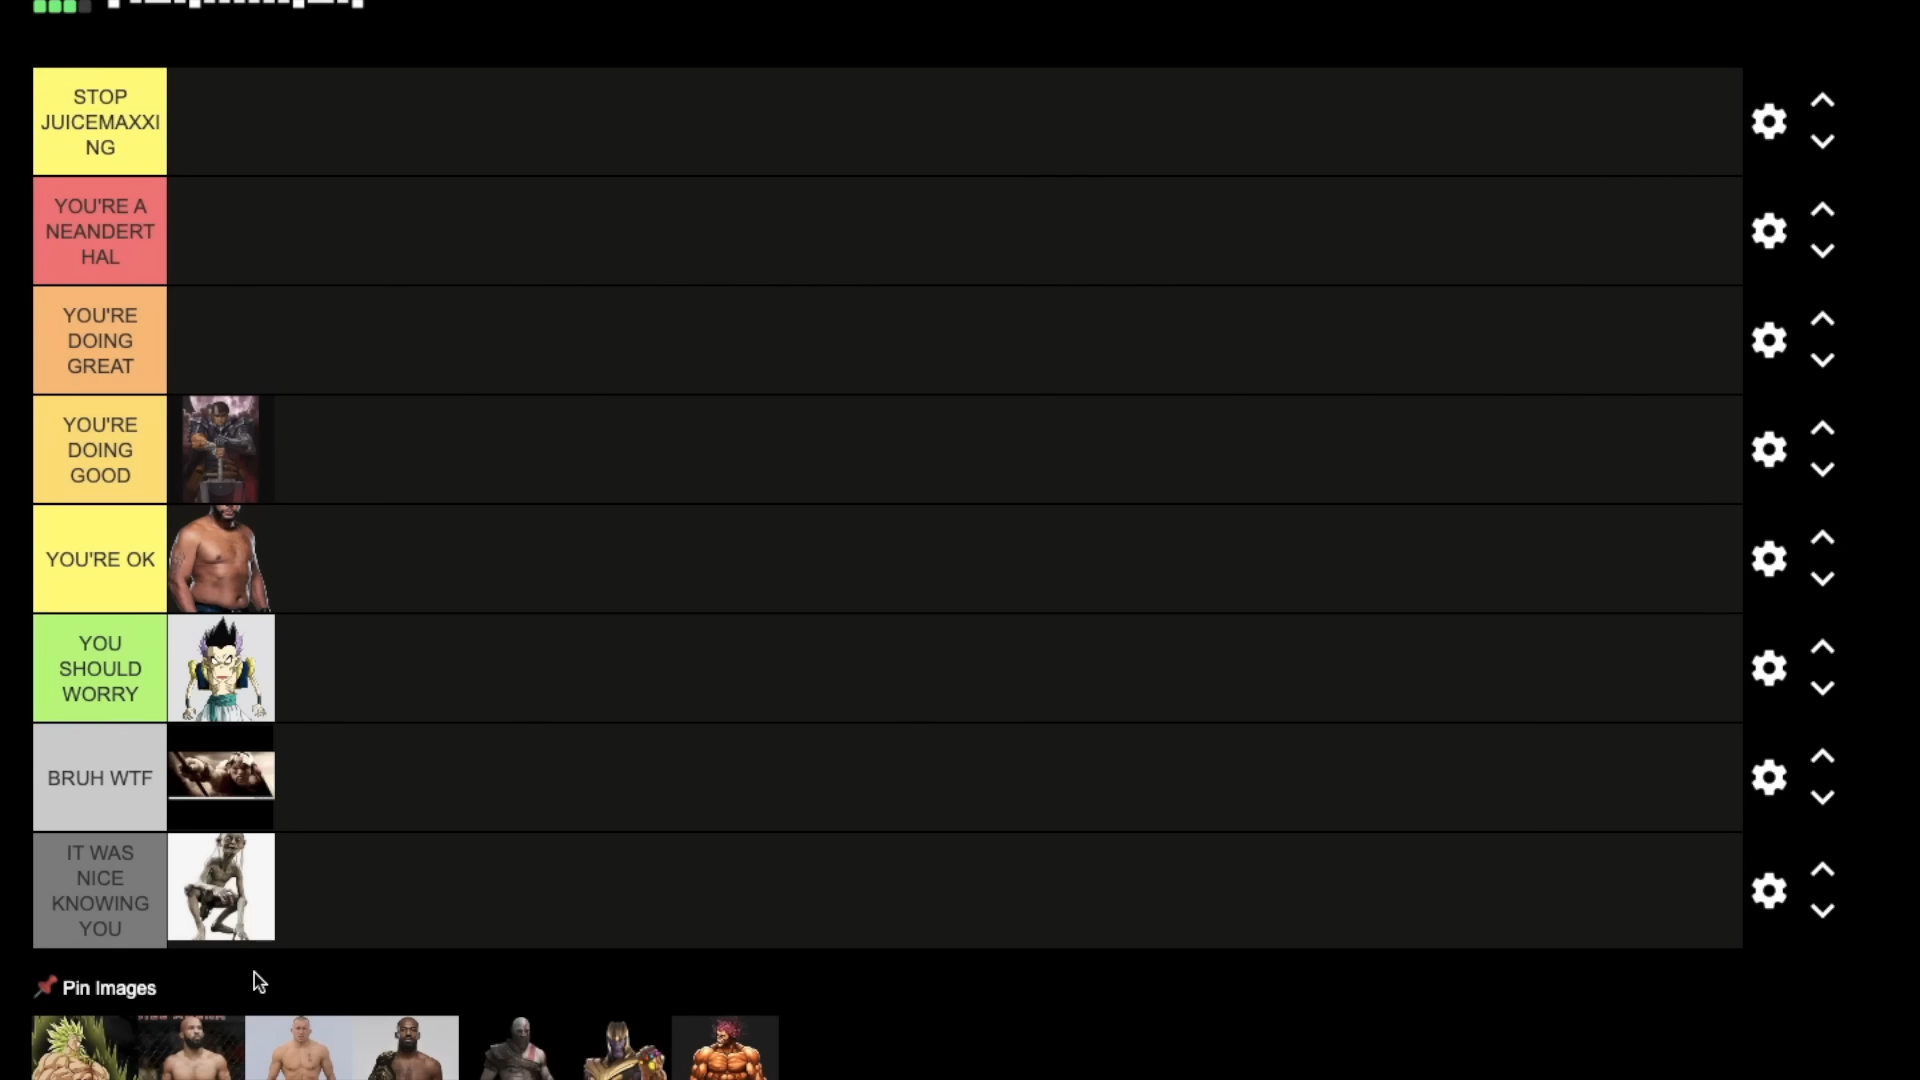 STOP
JUICEMAXXI
NG
YOU'RE A
NEANDERT
HAL
YOU'RE
DOING
GREAT
YOU'RE
DOING
GOOD
YOU'RE OK
YOU
SHOULD
WORRY
BRUH WTF
IT WAS
NICE
KNOWING
YOU
Pin Images